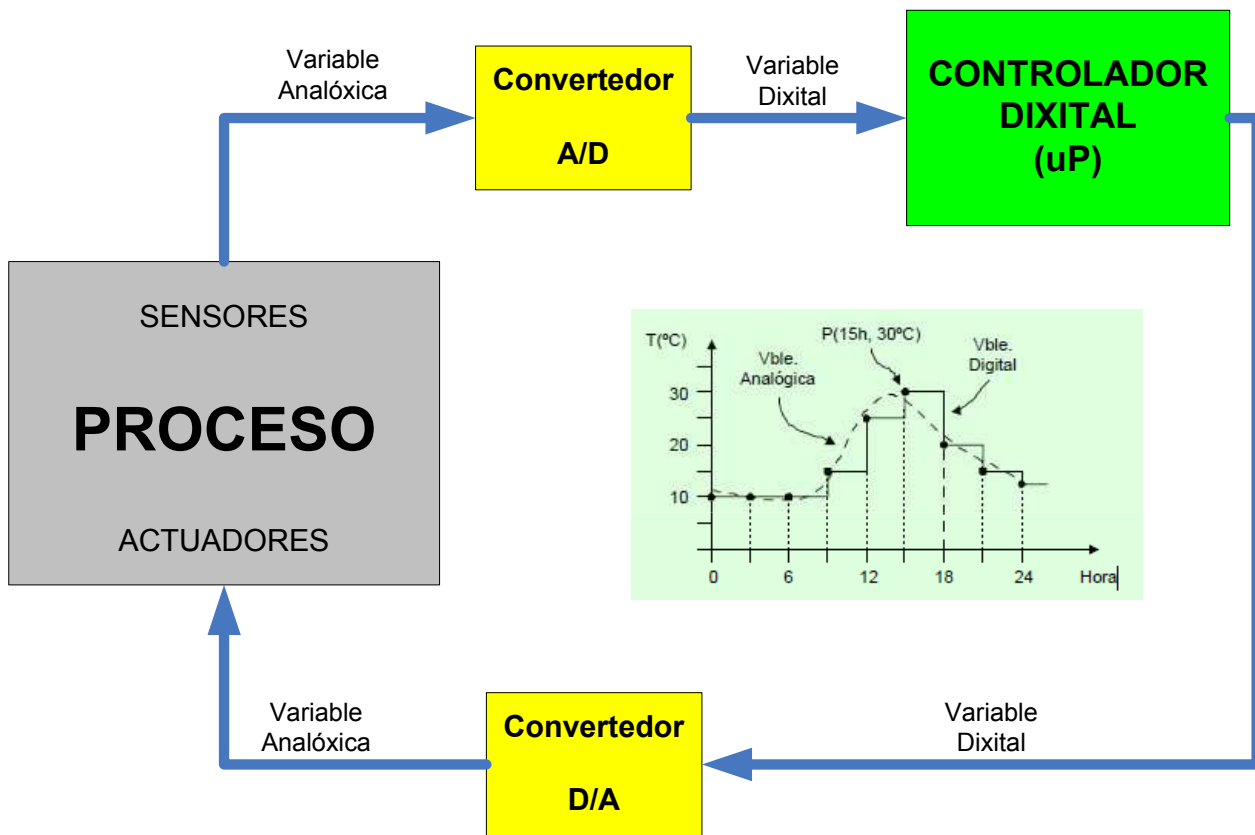 Variable
Analóxica
Convertedor
A/D
Variable
Dixital
CONTROLADOR
DIXITAL
(uP)
SENSORES
PROCESO
ACTUADORES
T(ºC)
P(15h, 30ºC)
Vble.
Analógica
Vble.
Digital
30
20
10
0
6
12
18
24
Hora
Variable
Analóxica
Convertedor
D/A
Variable
Dixital